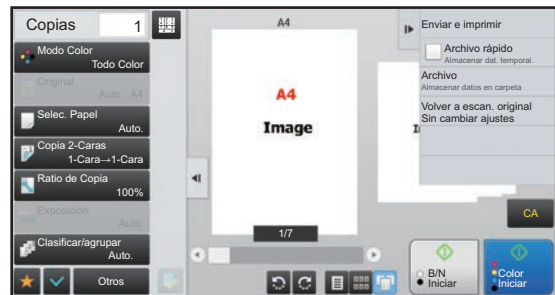 Copias 1
Modo Color
Todo Color
Original
Auto. A4
Selec. Papel
Auto.
Copia 2-Caras
1-Cara→1-Cara
Ratio de Copia
100%
Exposición
Auto.
Clasificar/agrupar
Auto.
Otros
A4
A4
Image
1/7
Enviar e imprimir
Archivo rápido
Almacenar dat. temporal.
Archivo
Almacenar datos en carpeta
Volver a escan. original
Sin cambiar ajustes
CA
B/N
Iniciar
Color
Iniciar